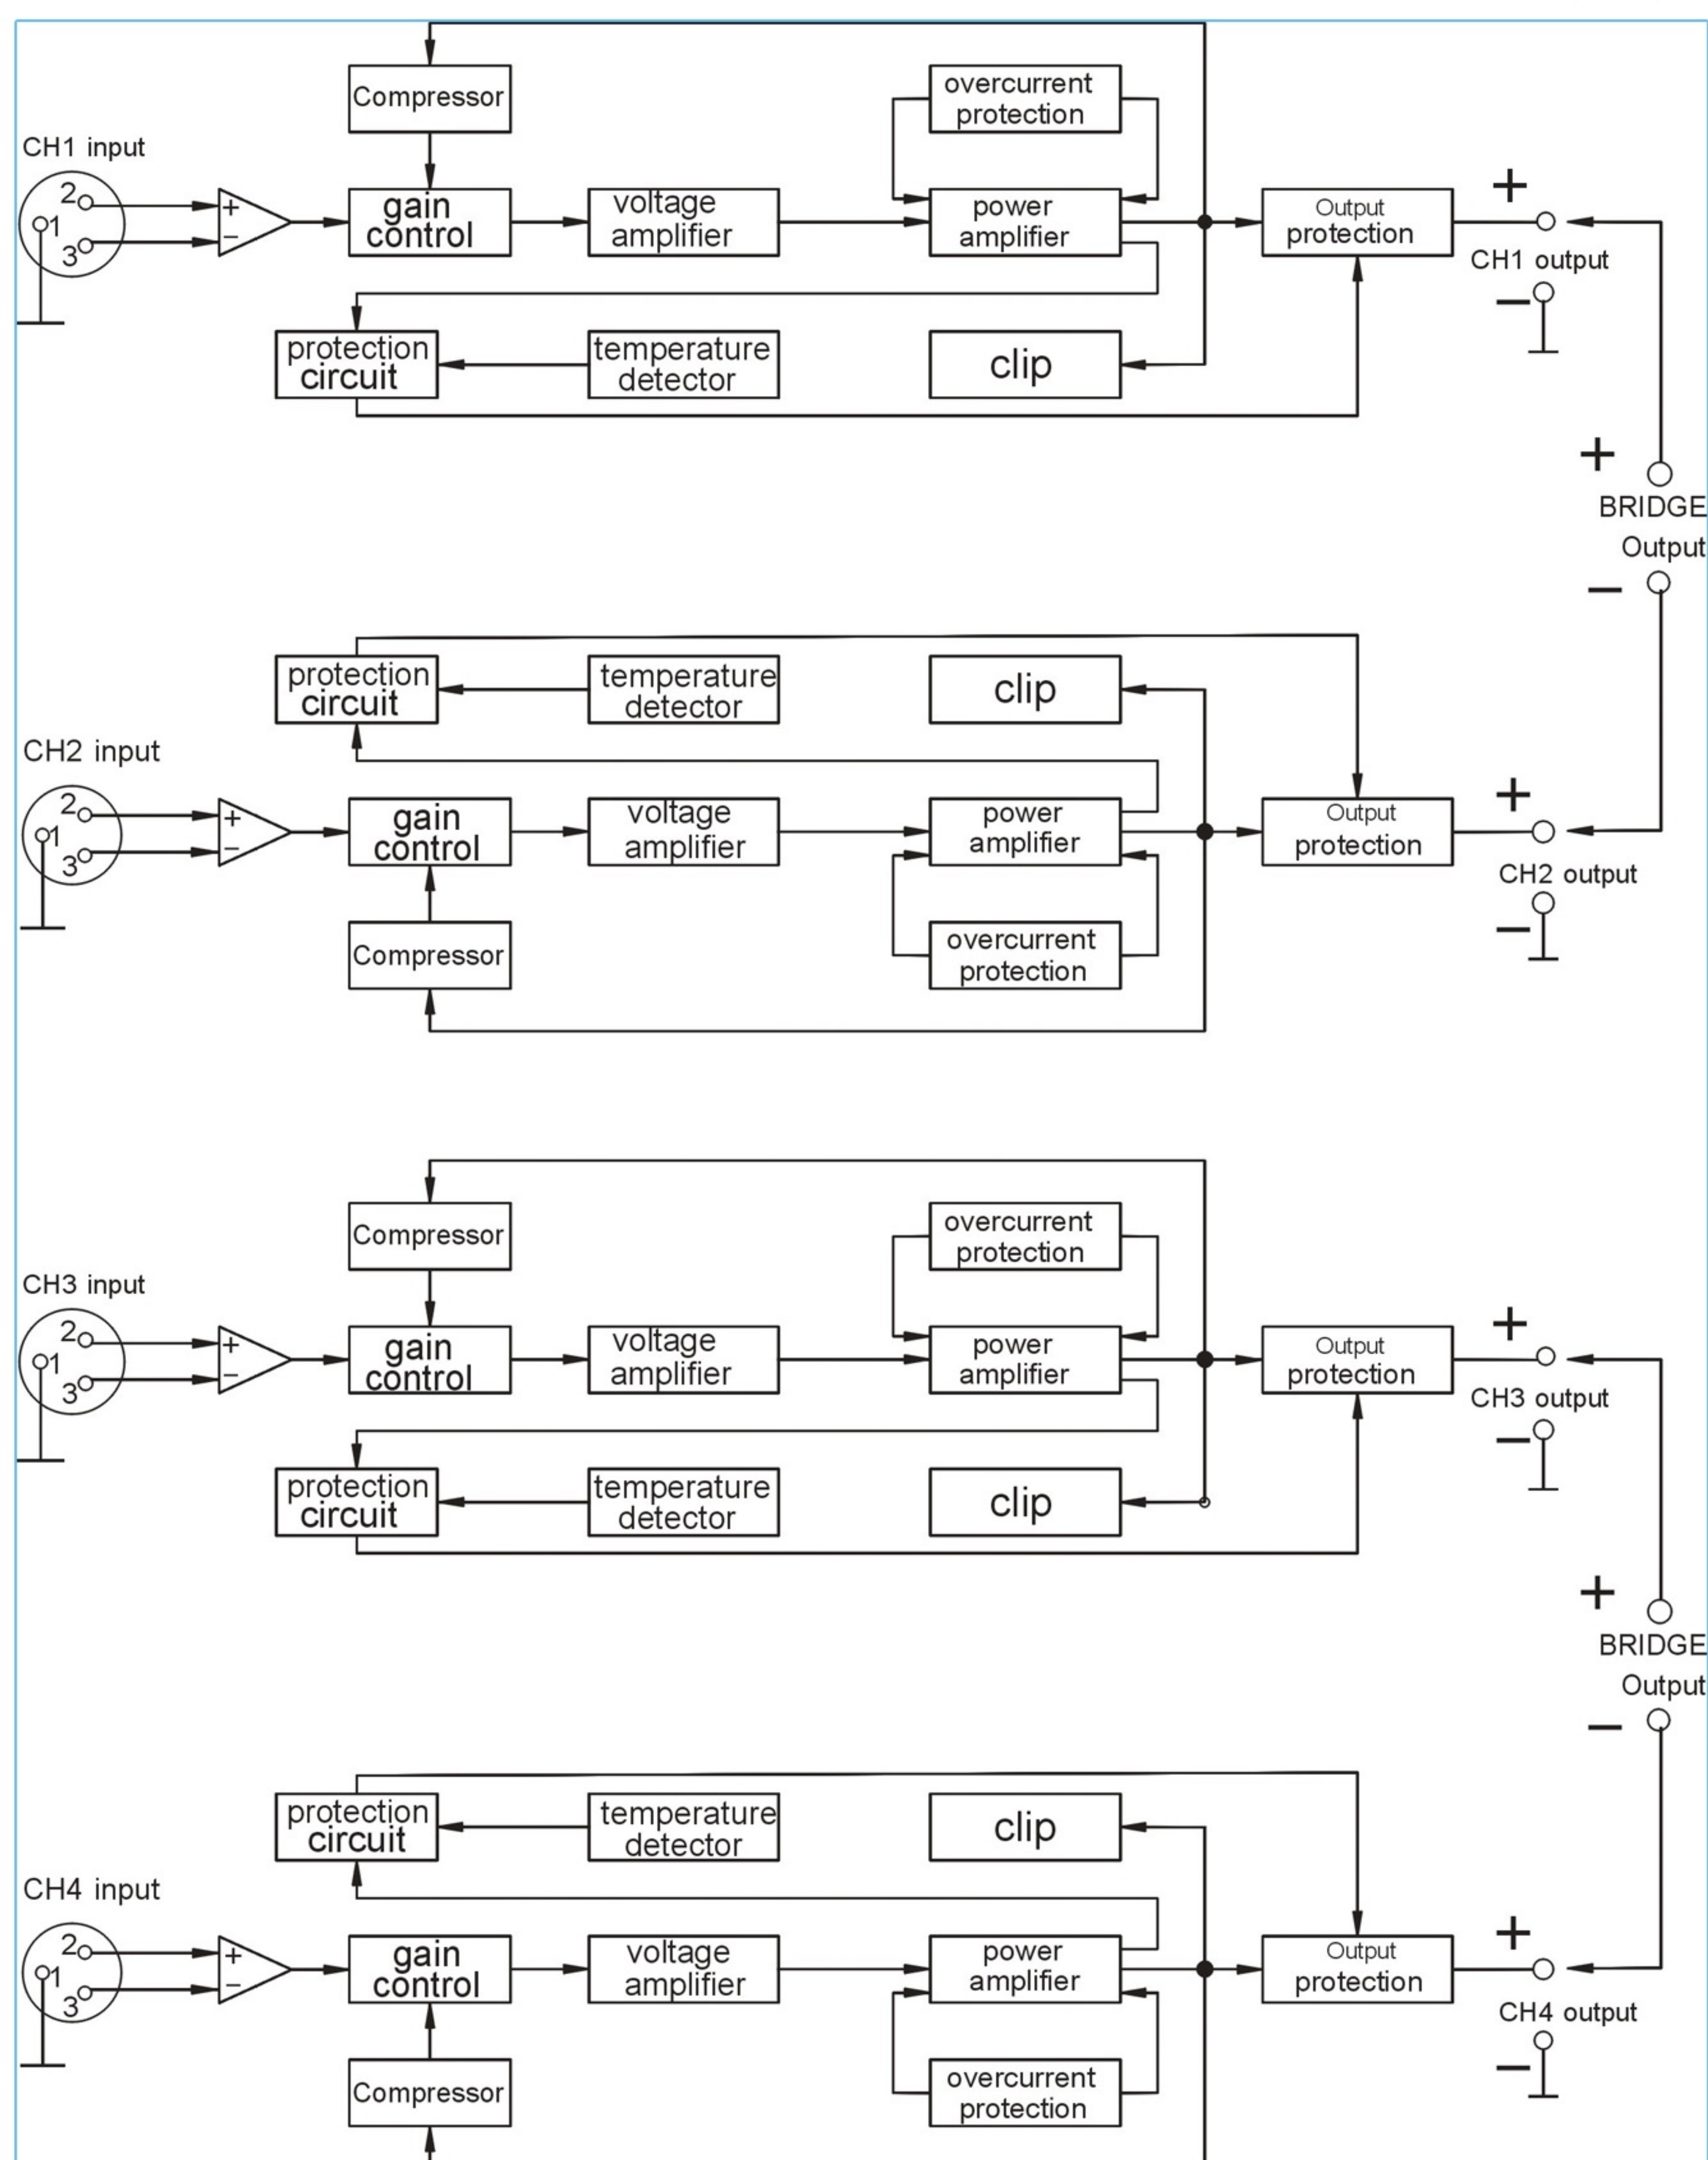 Compressor
overcurrent
protection
CH1 input
2
1
3
+
−
gain
control
voltage
amplifier
power
amplifier
Output
protection
+
CH1 output
−
protection
circuit
temperature
detector
clip
+
BRIDGE
Output
−
protection
circuit
temperature
detector
clip
CH2 input
2
1
3
+
−
gain
control
voltage
amplifier
power
amplifier
Output
protection
+
CH2 output
−
Compressor
overcurrent
protection
Compressor
overcurrent
protection
CH3 input
2
1
3
+
−
gain
control
voltage
amplifier
power
amplifier
Output
protection
+
CH3 output
−
protection
circuit
temperature
detector
clip
+
BRIDGE
Output
−
protection
circuit
temperature
detector
clip
CH4 input
2
1
3
+
−
gain
control
voltage
amplifier
power
amplifier
Output
protection
+
CH4 output
−
Compressor
overcurrent
protection